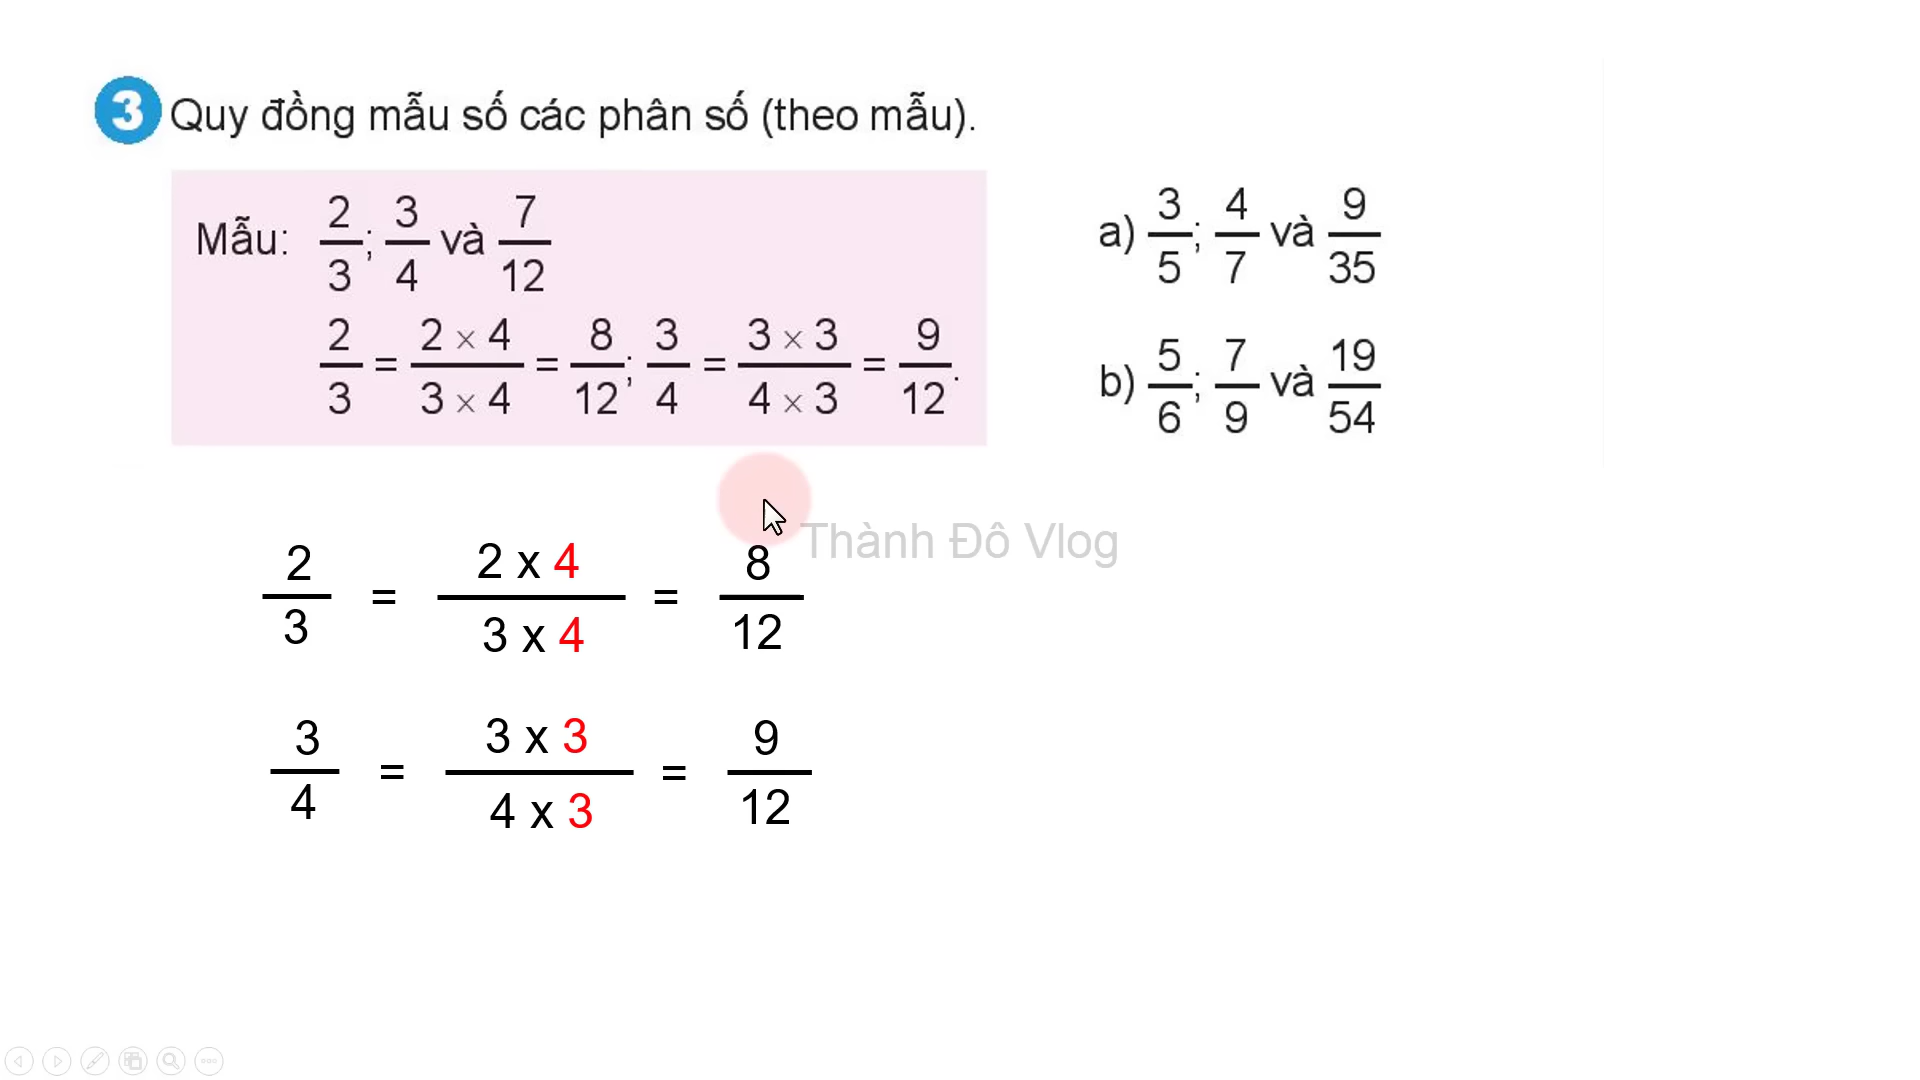 3 Quy đồng mẫu số các phân số (theo mẫu).
Mẫu: 2/3; 3/4 và 7/12
2/3 = 2 × 4 / 3 × 4 = 8/12; 3/4 = 3 × 3 / 4 × 3 = 9/12.
a) 3/5; 4/7 và 9/35
b) 5/6; 7/9 và 19/54
Thành Đô Vlog
2/3 = 2 x 4 / 3 x 4 = 8/12
3/4 = 3 x 3 / 4 x 3 = 9/12